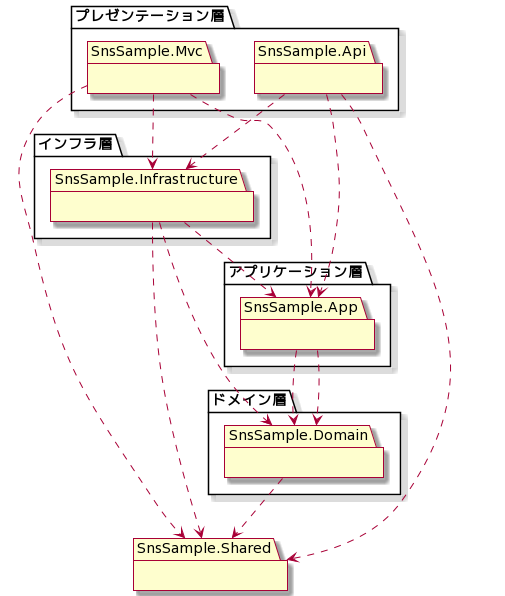 プレゼンテーション層
SnsSample.Mvc
SnsSample.Api
インフラ層
SnsSample.Infrastructure
アプリケーション層
SnsSample.App
ドメイン層
SnsSample.Domain
SnsSample.Shared